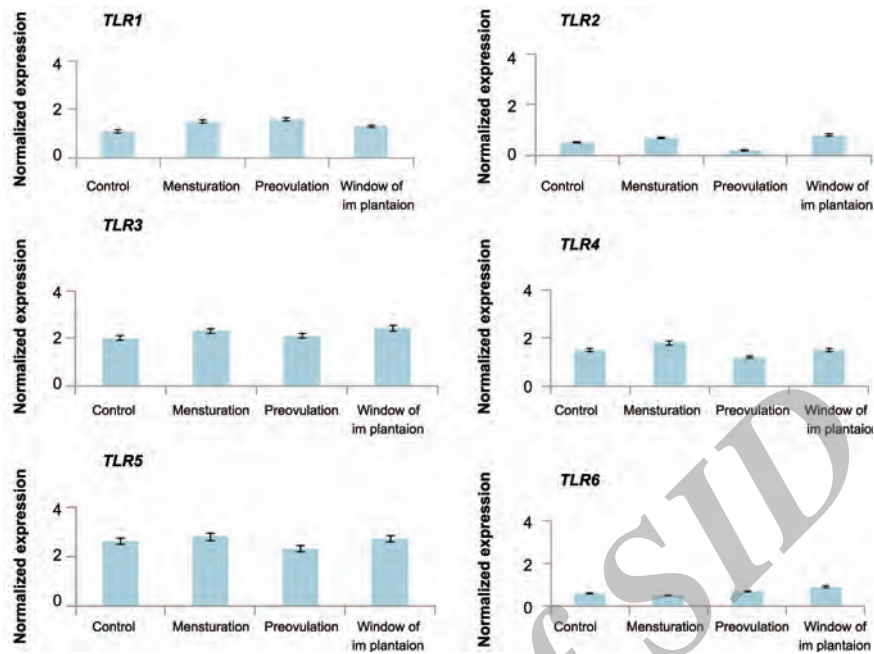 TLR1
Normalized expression
4
2
0
Control Mensturation Preovulation Window of
im plantaion
TLR2
Normalized expression
4
2
0
Control Mensturation Preovulation Window of
im plantaion
TLR3
Normalized expression
4
2
0
Control Mensturation Preovulation Window of
im plantaion
TLR4
Normalized expression
4
2
0
Control Mensturation Preovulation Window of
im plantaion
TLR5
Normalized expression
4
2
0
Control Mensturation Preovulation Window of
im plantaion
TLR6
Normalized expression
4
2
0
Control Mensturation Preovulation Window of
im plantaion
f SID